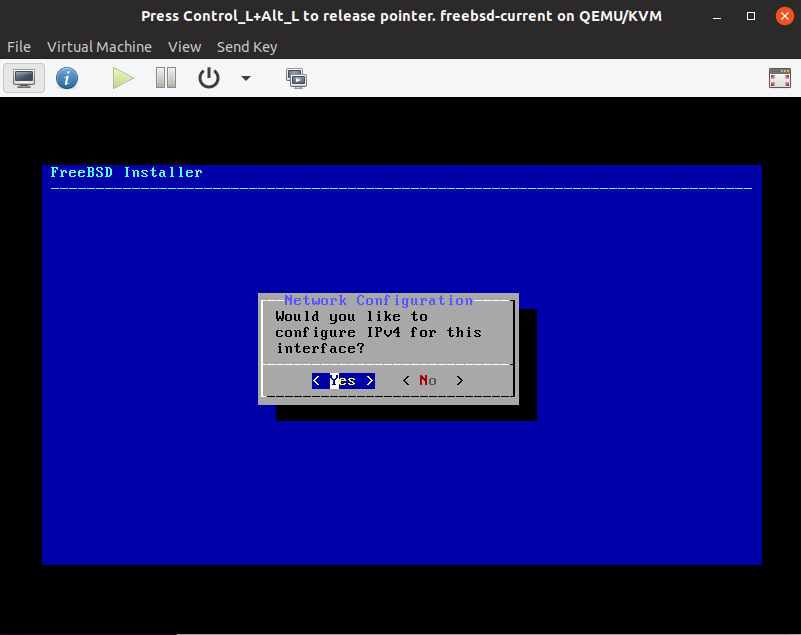 Press Control_L+Alt_L to release pointer. freebsd-current on QEMU/KVM
File Virtual Machine View Send Key
FreeBSD Installer
Network Configuration
Would you like to
configure IPv4 for this
interface?
< Yes > < No >